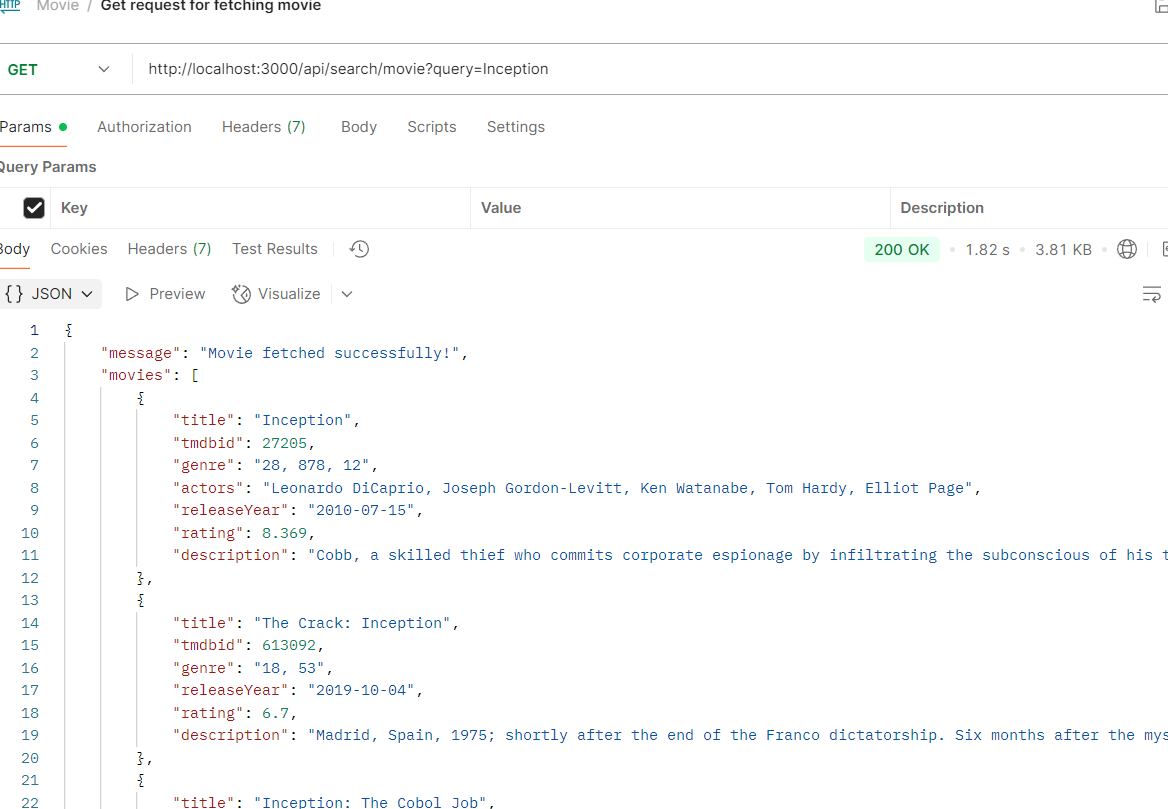 HTTP Movie / Get request for fetching movie
GET http://localhost:3000/api/search/movie?query=Inception
Params Authorization Headers (7) Body Scripts Settings
Query Params
Key Value Description
Body Cookies Headers (7) Test Results 200 OK 1.82 s 3.81 KB
{} JSON Preview Visualize
1 {
2 "message": "Movie fetched successfully!",
3 "movies": [
4 {
5 "title": "Inception",
6 "tmdbid": 27205,
7 "genre": "28, 878, 12",
8 "actors": "Leonardo DiCaprio, Joseph Gordon-Levitt, Ken Watanabe, Tom Hardy, Elliot Page",
9 "releaseYear": "2010-07-15",
10 "rating": 8.369,
11 "description": "Cobb, a skilled thief who commits corporate espionage by infiltrating the subconscious of his
12 },
13 {
14 "title": "The Crack: Inception",
15 "tmdbid": 613092,
16 "genre": "18, 53",
17 "releaseYear": "2019-10-04",
18 "rating": 6.7,
19 "description": "Madrid, Spain, 1975; shortly after the end of the Franco dictatorship. Six months after the
20 },
21 {
22 "title": "Inception: The Cobol Job",